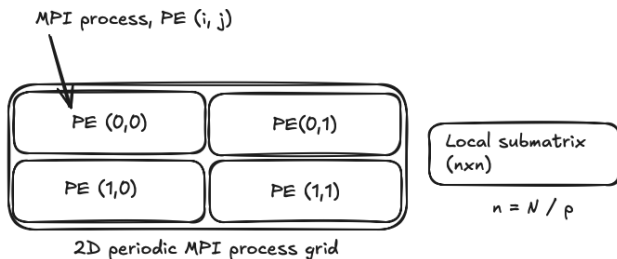 MPI process, PE (i, j)
PE (0,0)
PE(0,1)
PE (1,0)
PE (1,1)
2D periodic MPI process grid
Local submatrix
(nxn)
n = N / p